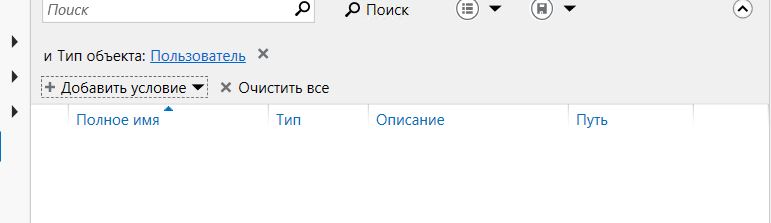 Поиск Поиск
и Тип объекта: Пользователь
Добавить условие Очистить все
Полное имя Тип Описание Путь